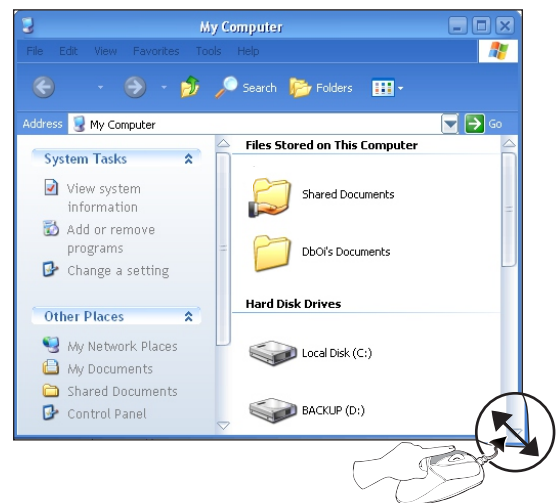 My Computer
File Edit View Favorites Tools Help
Search Folders
Address My Computer Go
System Tasks
View system
information
Add or remove
programs
Change a setting
Other Places
My Network Places
My Documents
Shared Documents
Control Panel
Files Stored on This Computer
Shared Documents
DbOi's Documents
Hard Disk Drives
Local Disk (C:)
BACKUP (D:)